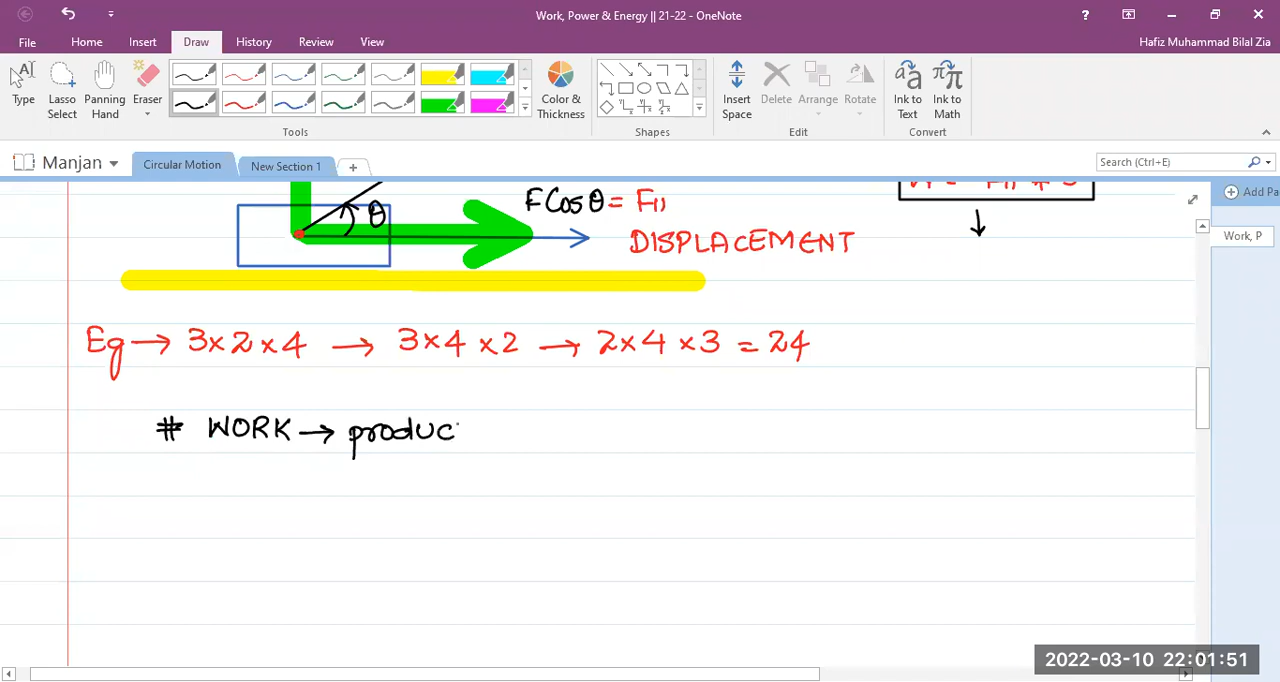 Work, Power & Energy || 21-22 - OneNote
File Home Insert Draw History Review View Hafiz Muhammad Bilal Zia
Type Lasso Select Panning Hand Eraser Color & Thickness Insert Space Delete Arrange Rotate Ink to Text Ink to Math
Tools Shapes Edit Convert
Manjan Circular Motion New Section 1 Search (Ctrl+E)
Add Pa
Work, P
F Cos θ = F||
θ
DISPLACEMENT
Eg → 3×2×4 → 3×4×2 → 2×4×3 = 24
# WORK → produc
2022-03-10 22:01:51